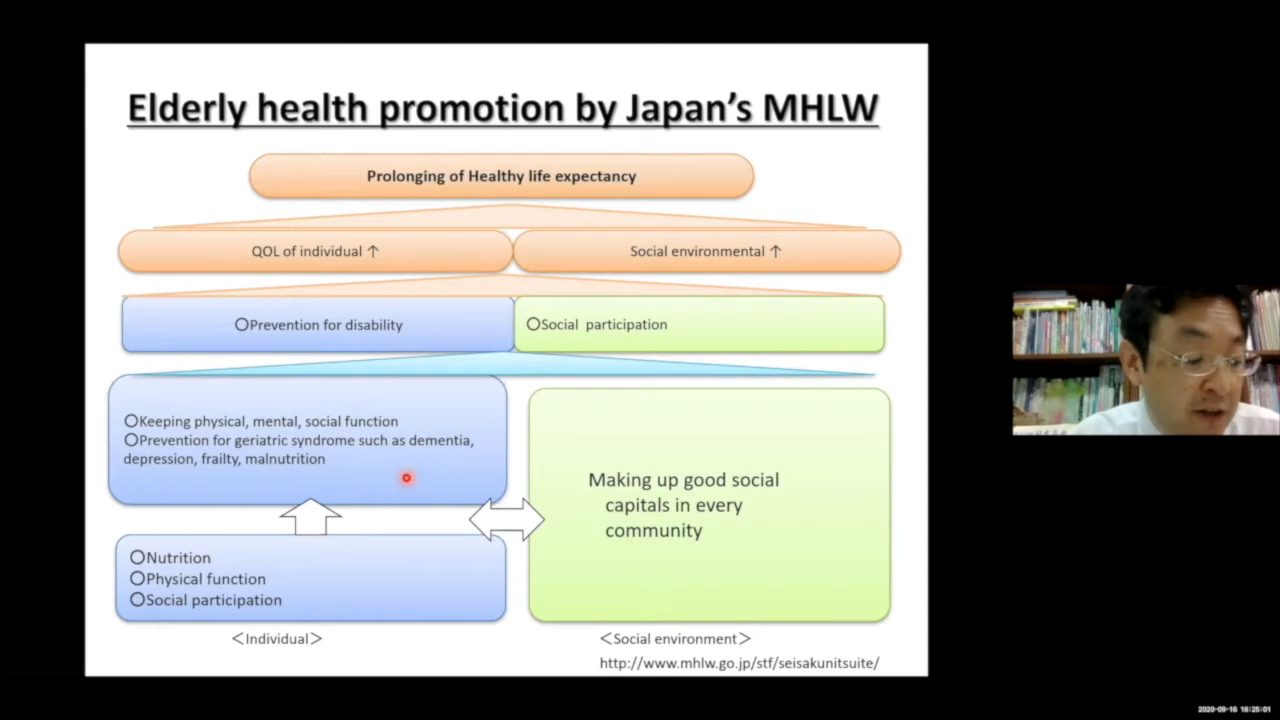 Elderly health promotion by Japan's MHLW
Prolonging of Healthy life expectancy
QOL of individual ↑
Social environmental ↑
○Prevention for disability
○Social participation
○Keeping physical, mental, social function
○Prevention for geriatric syndrome such as dementia,
depression, frailty, malnutrition
Making up good social
capitals in every
community
○Nutrition
○Physical function
○Social participation
＜Individual＞
＜Social environment＞
http://www.mhlw.go.jp/stf/seisakunitsuite/
2020-09-16 18:25:01